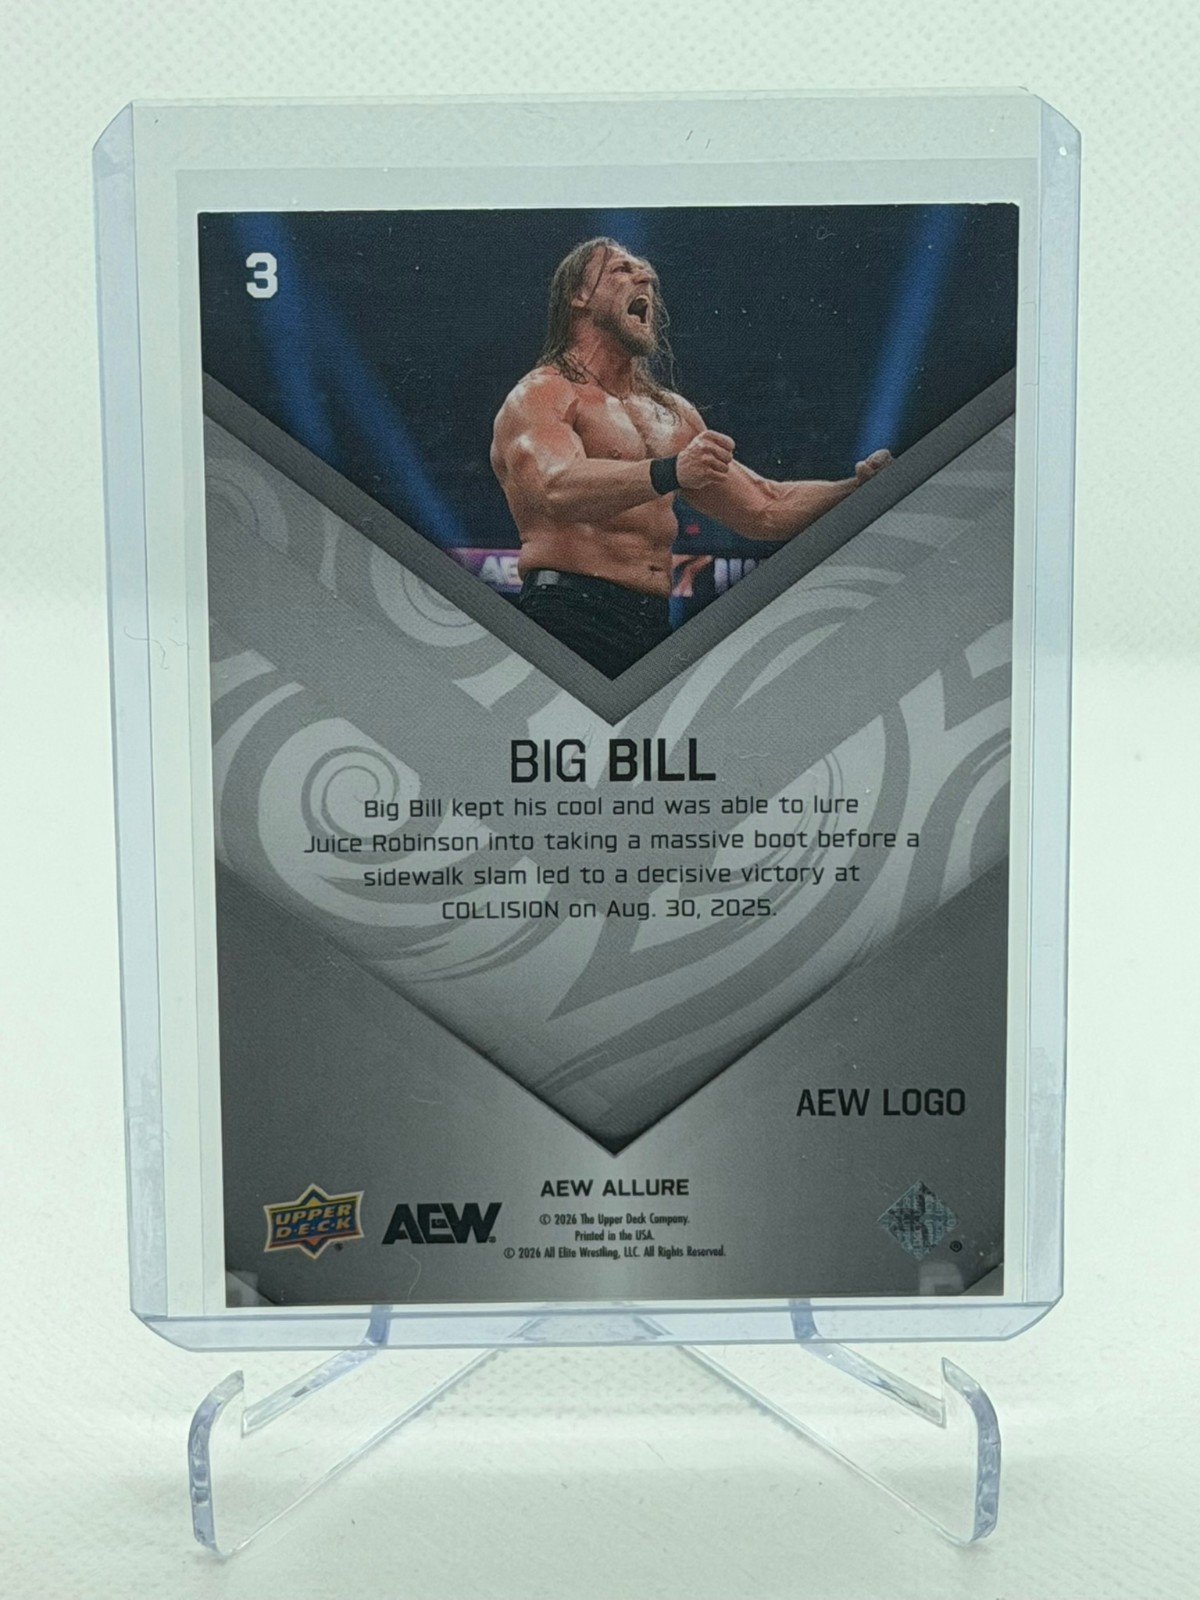 3
AE
BIG BILL
Big Bill kept his cool and was able to lure
Juice Robinson into taking a massive boot before a
sidewalk slam led to a decisive victory at
COLLISION on Aug. 30, 2025.
AEW LOGO
AEW ALLURE
UPPER
D·E·C·K
AEW
© 2026 The Upper Deck Company.
Printed in the USA.
© 2026 All Elite Wrestling, LLC. All Rights Reserved.
®